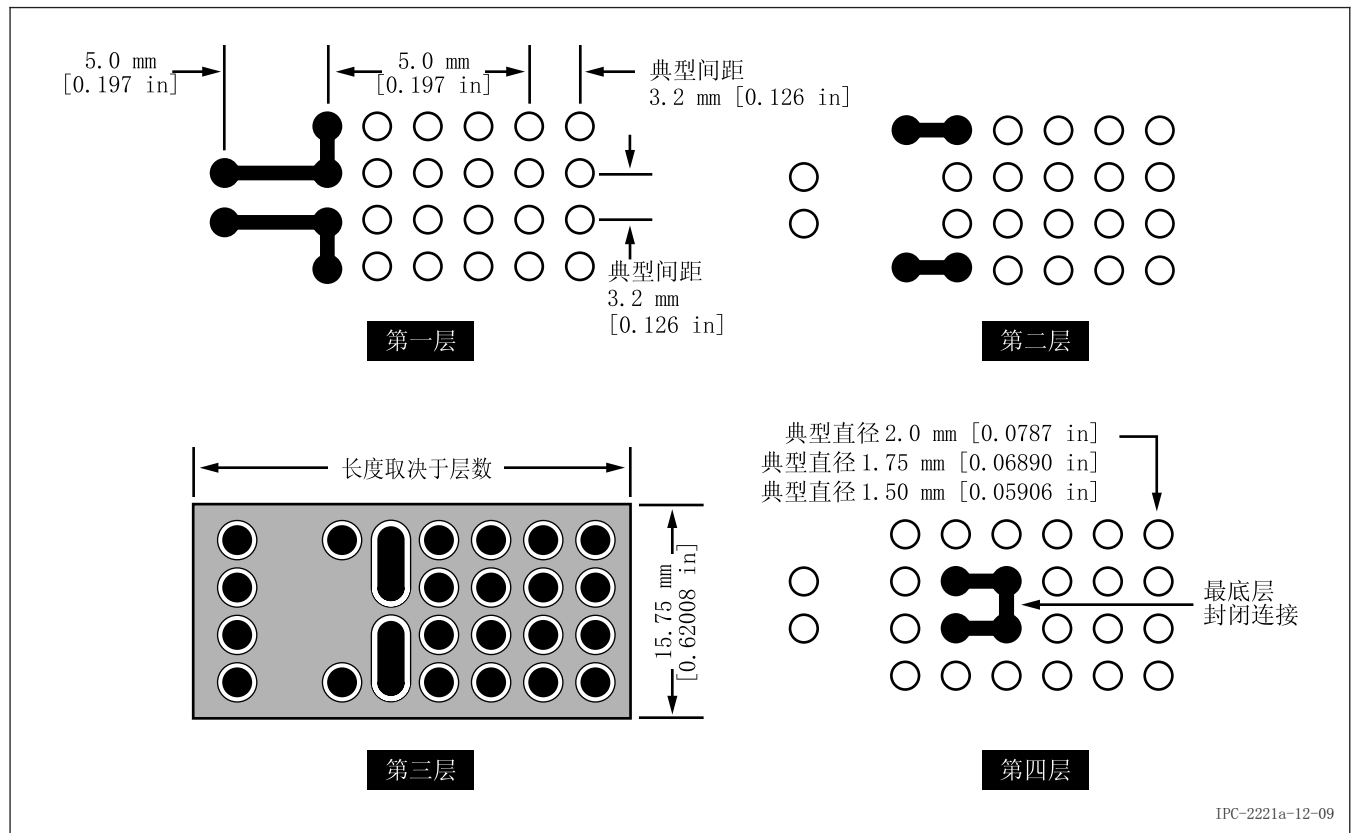 5.0 mm
[0.197 in]
5.0 mm
[0.197 in]
典型间距
3.2 mm [0.126 in]
典型间距
3.2 mm
[0.126 in]
第一层
第二层
长度取决于层数
15.75 mm
[0.62008 in]
第三层
典型直径 2.0 mm [0.0787 in]
典型直径 1.75 mm [0.06890 in]
典型直径 1.50 mm [0.05906 in]
最底层
封闭连接
第四层
IPC-2221a-12-09